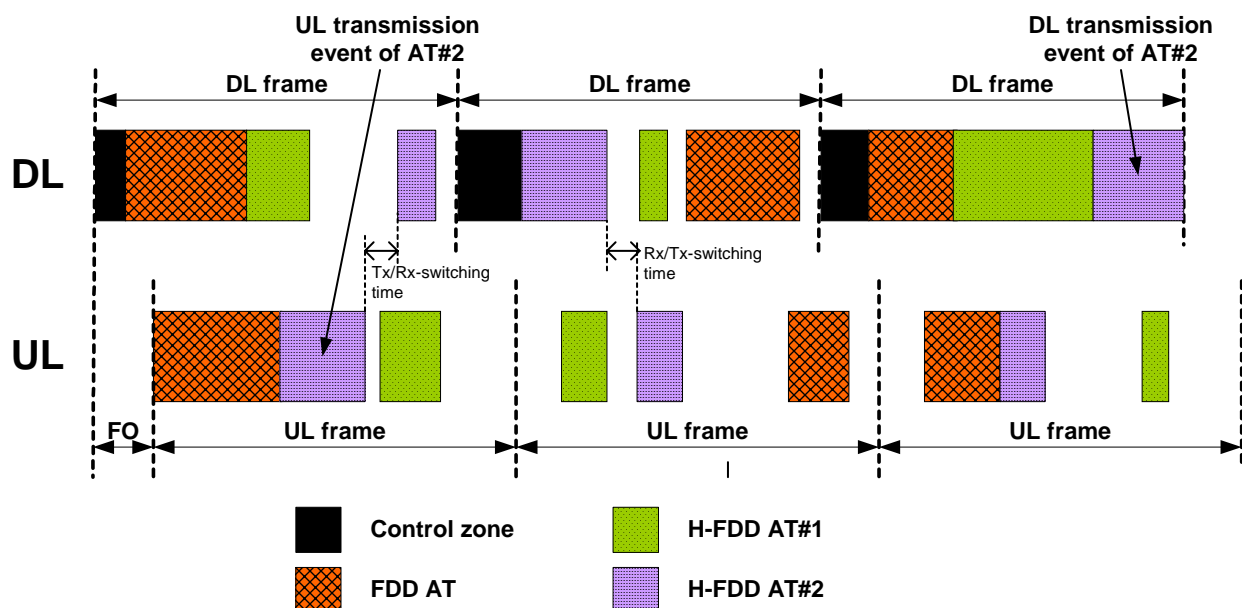 UL transmission
event of AT#2
DL transmission
event of AT#2
DL frame
DL frame
DL frame
DL
Tx/Rx-switching
time
Rx/Tx-switching
time
UL
FO
UL frame
UL frame
UL frame
Control zone
H-FDD AT#1
FDD AT
H-FDD AT#2